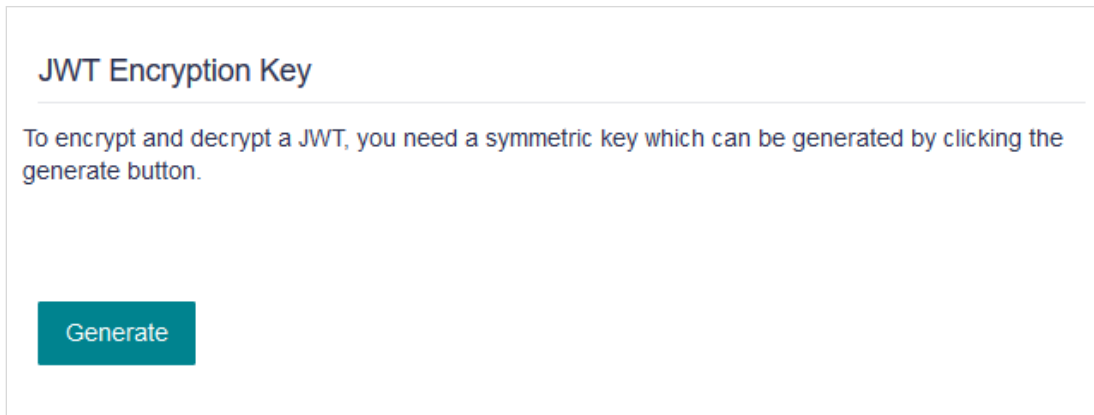 JWT Encryption Key
To encrypt and decrypt a JWT, you need a symmetric key which can be generated by clicking the
generate button.
Generate